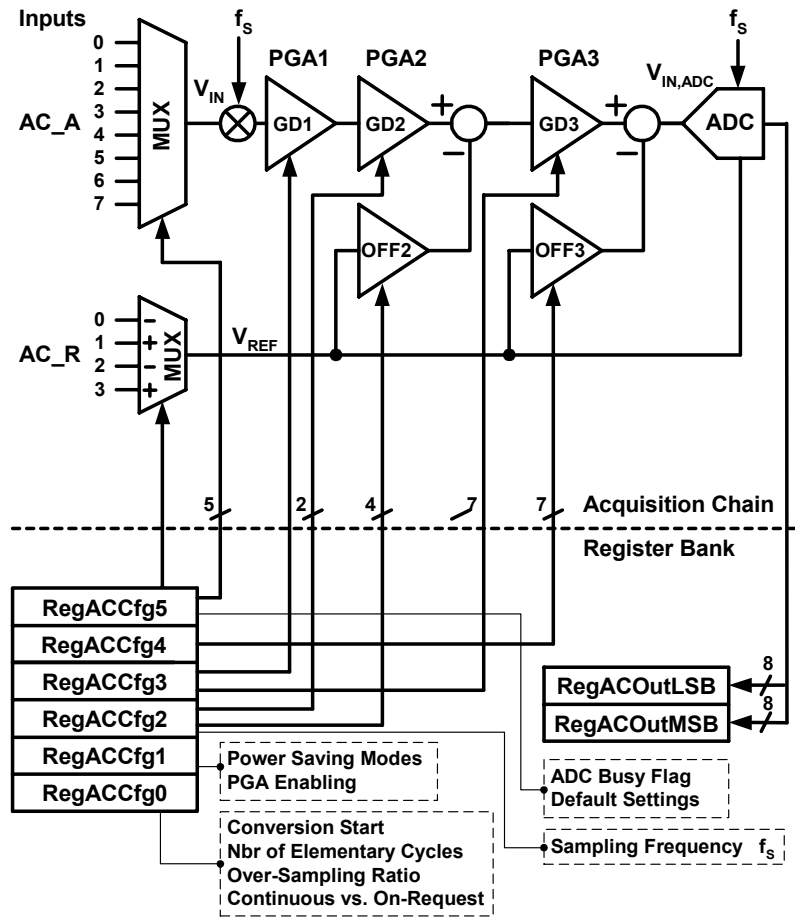 Inputs
f_S
f_S
PGA1
PGA2
PGA3
V_IN
V_IN,ADC
0
1
2
3
4
5
6
7
AC_A
MUX
GD1
GD2
+
−
GD3
+
−
ADC
OFF2
OFF3
0 −
1 +
2 −
3 +
AC_R
MUX
V_REF
5
2
4
7
7
Acquisition Chain
Register Bank
RegACCfg5
RegACCfg4
RegACCfg3
RegACCfg2
RegACCfg1
RegACCfg0
8
RegACOutLSB
8
RegACOutMSB
Power Saving Modes
PGA Enabling
ADC Busy Flag
Default Settings
Conversion Start
Nbr of Elementary Cycles
Over-Sampling Ratio
Continuous vs. On-Request
Sampling Frequency f_S